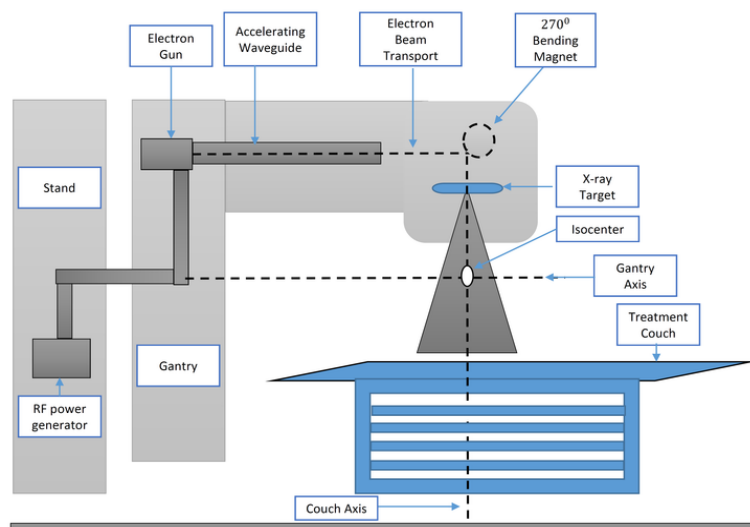 Electron
Gun
Accelerating
Waveguide
Electron
Beam
Transport
270⁰
Bending
Magnet
Stand
X-ray
Target
Isocenter
Gantry
Axis
Treatment
Couch
Gantry
RF power
generator
Couch Axis